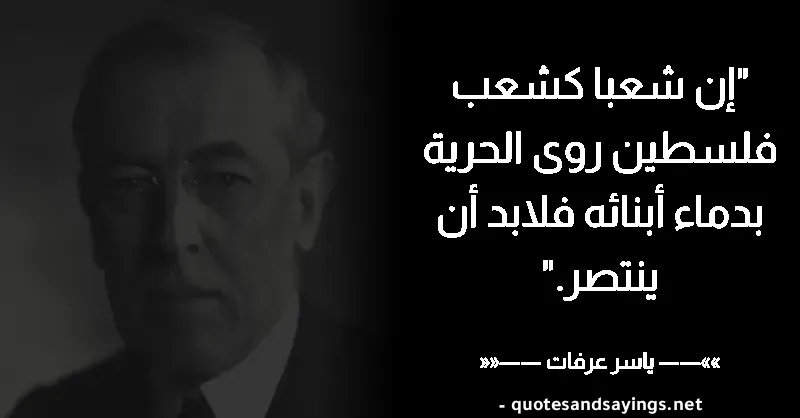 "إن شعبا كشعب
فلسطين روى الحرية
بدماء أبنائه فلابد أن
ينتصر."
»»—— ياسر عرفات ——««
- quotesandsayings.net